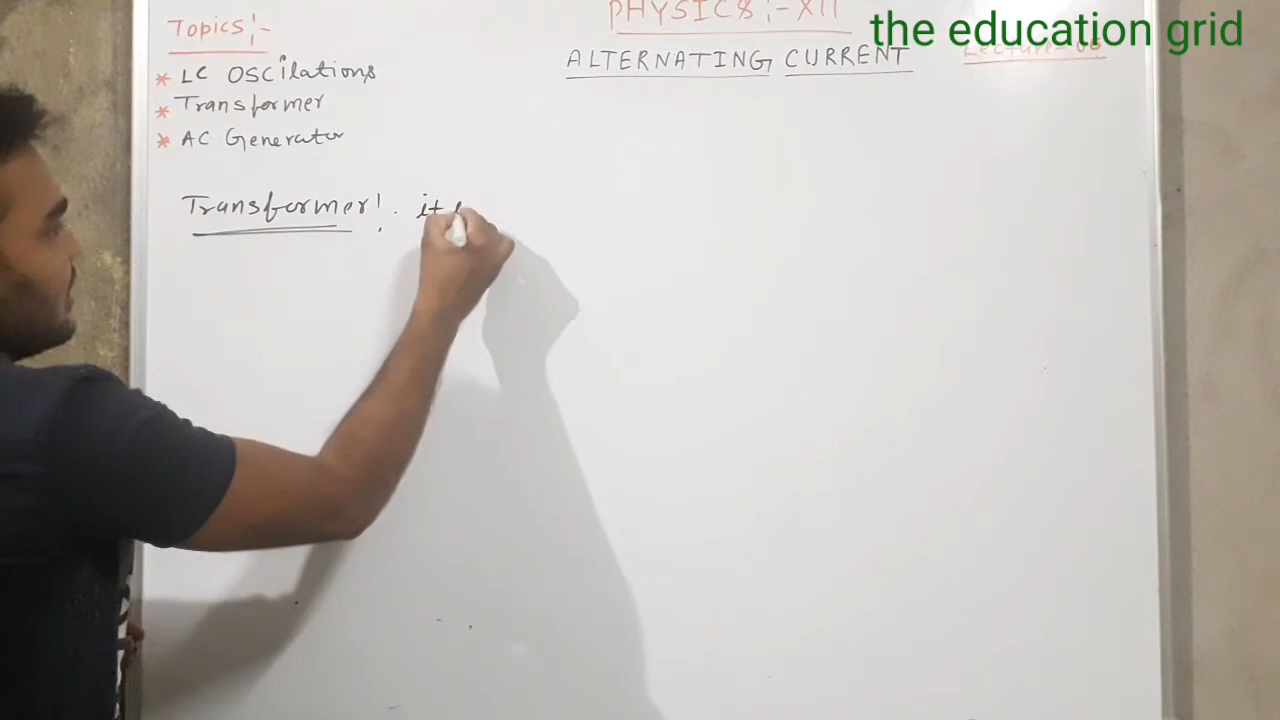 Topics:-
PHYSICS:- XII
the education grid
ALTERNATING CURRENT
* LC OSCilations
* Transformer
* AC Generator
Transformer:. it